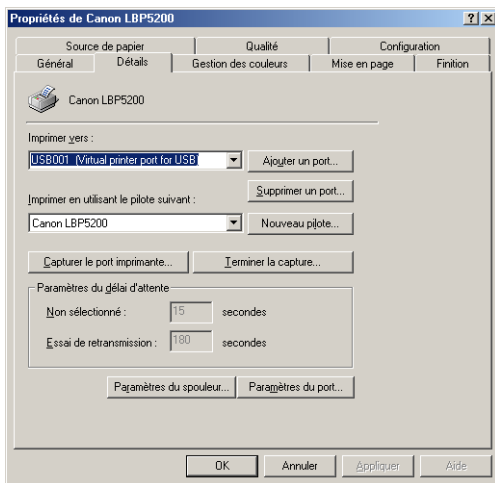 Propriétés de Canon LBP5200
Source de papier Qualité Configuration
Général Détails Gestion des couleurs Mise en page Finition
Canon LBP5200
Imprimer vers :
USB001 (Virtual printer port for USB) Ajouter un port...
Supprimer un port...
Imprimer en utilisant le pilote suivant :
Canon LBP5200 Nouveau pilote...
Capturer le port imprimante... Terminer la capture...
Paramètres du délai d'attente
Non sélectionné : 15 secondes
Essai de retransmission : 180 secondes
Paramètres du spouleur... Paramètres du port...
OK Annuler Appliquer Aide